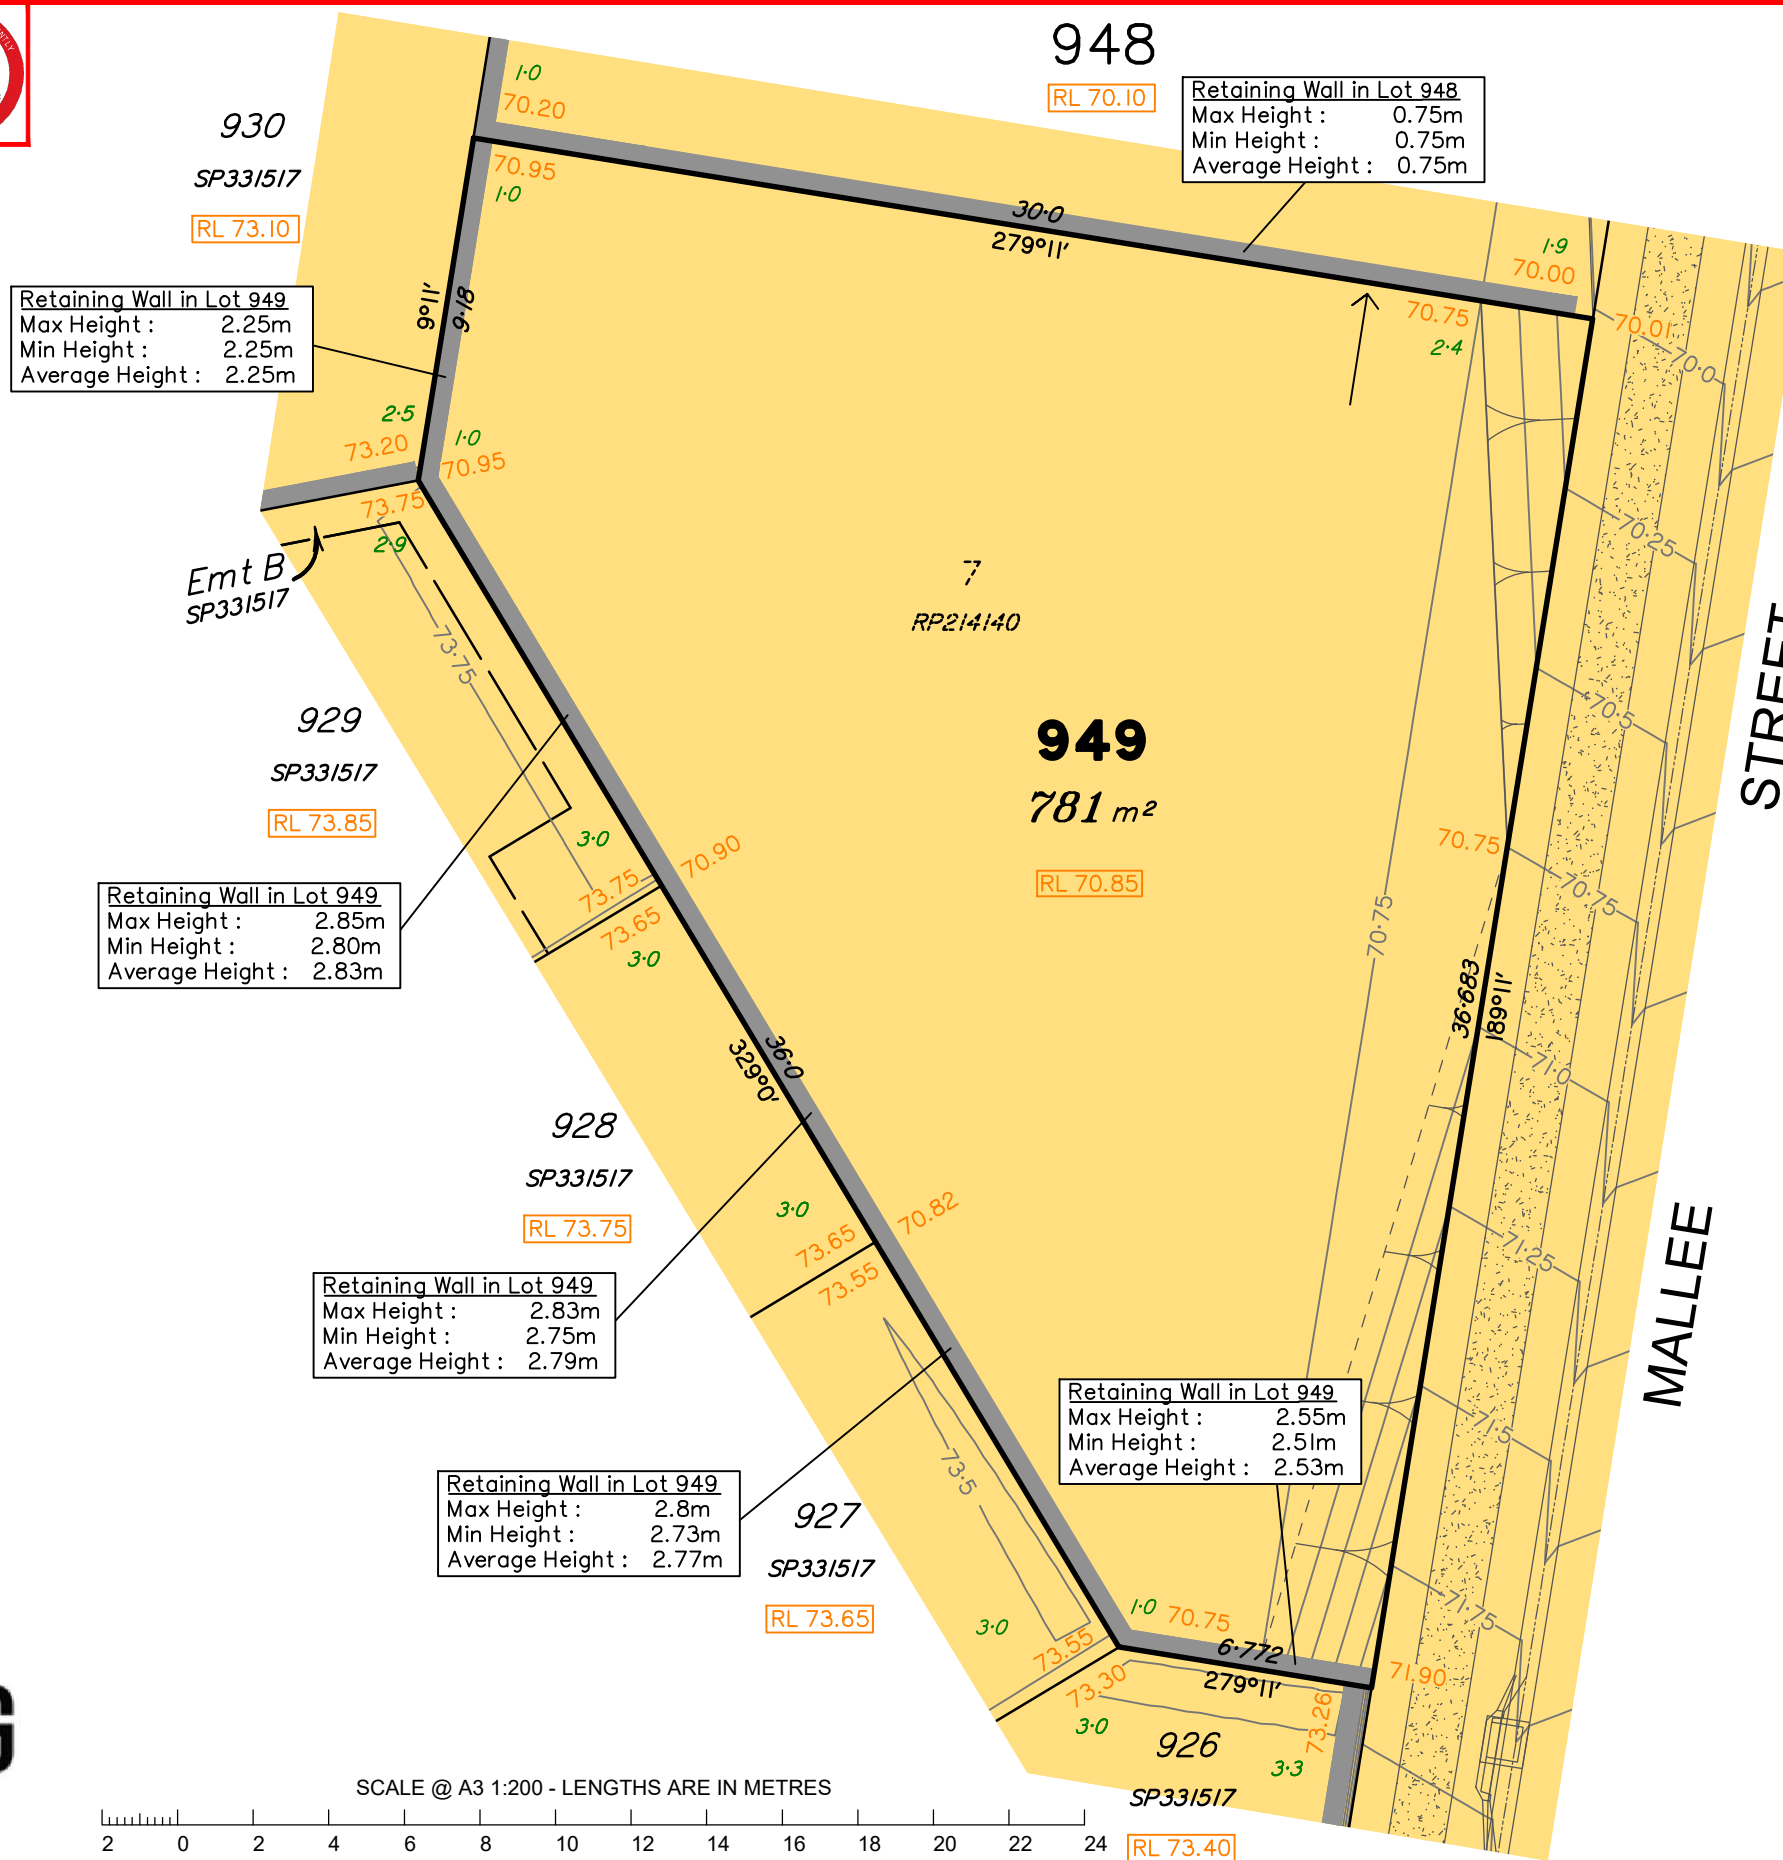 948
RL 70.10
Retaining Wall in Lot 948
Max Height : 0.75m
Min Height : 0.75m
Average Height : 0.75m
930
SP331517
RL 73.10
1·0
70.20
70.95
1·0
30·0
279°11'
1·9
70.00
70.75
2·4
70.01
70·0
Retaining Wall in Lot 949
Max Height : 2.25m
Min Height : 2.25m
Average Height : 2.25m
9°11'
9·18
2·5
73.20
1·0
70.95
73.75
2·9
Emt B
SP331517
73·75
70·25
7
RP214140
929
SP331517
RL 73.85
949
781 m²
RL 70.85
70·5
STREET
3·0
73.75
70.90
73.65
3·0
70.75
70·75
70·75
Retaining Wall in Lot 949
Max Height : 2.85m
Min Height : 2.80m
Average Height : 2.83m
36·683
189°11'
71·0
36·0
329°0'
928
SP331517
RL 73.75
3·0
73.65
70.82
73.55
71·25
MALLEE
Retaining Wall in Lot 949
Max Height : 2.83m
Min Height : 2.75m
Average Height : 2.79m
Retaining Wall in Lot 949
Max Height : 2.55m
Min Height : 2.51m
Average Height : 2.53m
71·5
73·5
Retaining Wall in Lot 949
Max Height : 2.8m
Min Height : 2.73m
Average Height : 2.77m
927
SP331517
RL 73.65
3·0
73.55
1·0
70.75
6·772
279°11'
71·75
71.90
73.30
3·0
73.26
926
3·3
SP331517
RL 73.40
SCALE @ A3 1:200 - LENGTHS ARE IN METRES
2 0 2 4 6 8 10 12 14 16 18 20 22 24